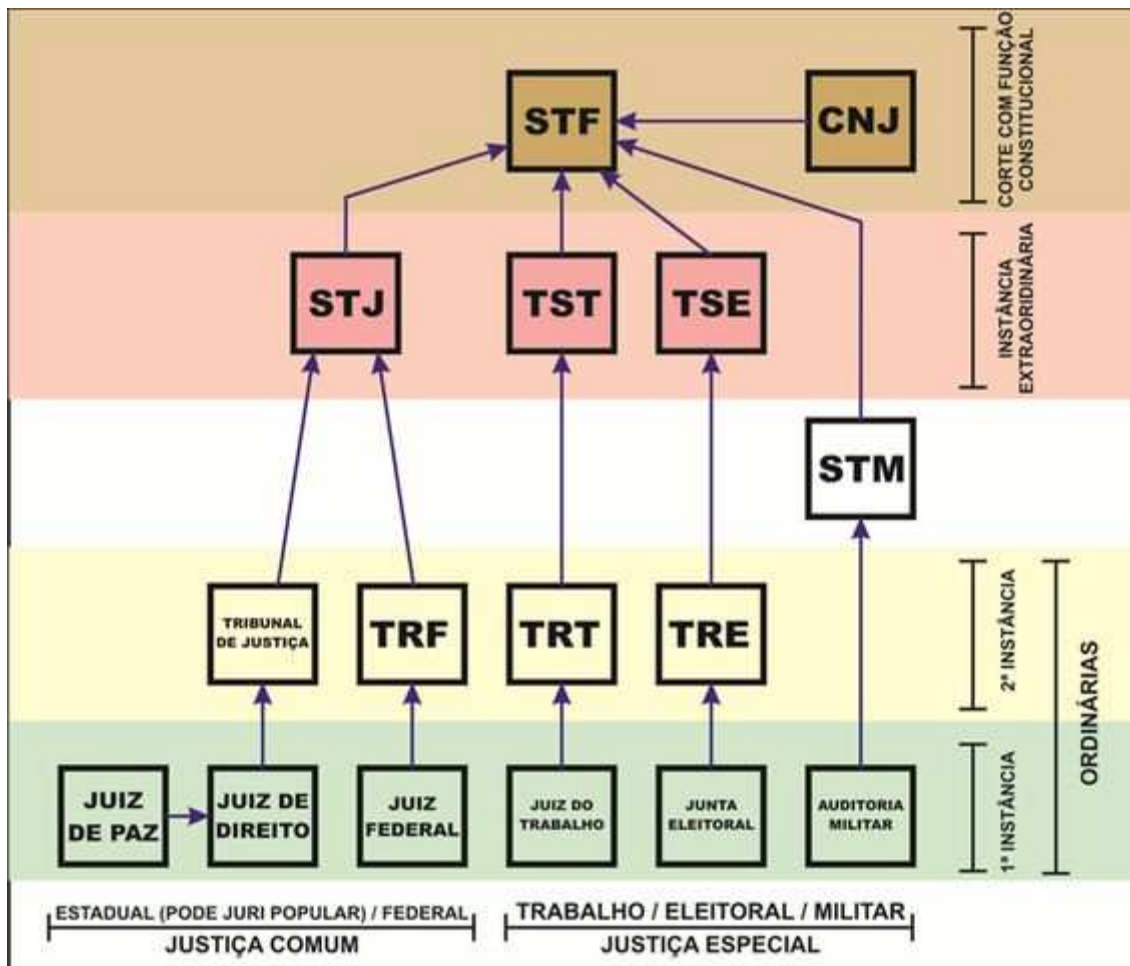 STF
CNJ
CORTE COM FUNÇÃO
CONSTITUCIONAL
STJ
TST
TSE
INSTÂNCIA
EXTRAORIDINÁRIA
STM
TRIBUNAL
DE JUSTIÇA
TRF
TRT
TRE
2ª INSTÂNCIA
ORDINÁRIAS
JUIZ
DE PAZ
JUIZ DE
DIREITO
JUIZ
FEDERAL
JUIZ DO
TRABALHO
JUNTA
ELEITORAL
AUDITORIA
MILITAR
1ª INSTÂNCIA
ESTADUAL (PODE JURI POPULAR) / FEDERAL
JUSTIÇA COMUM
TRABALHO / ELEITORAL / MILITAR
JUSTIÇA ESPECIAL